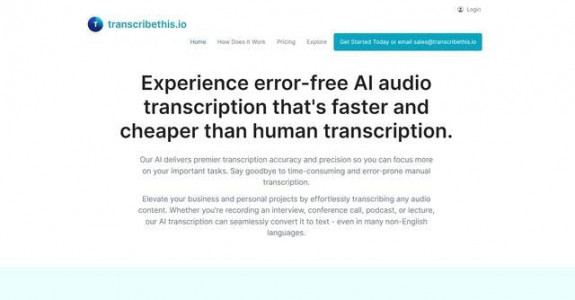 Login
T transcribethis.io
Home How Does it Work Pricing Explore Get Started Today or email sales@transcribethis.io
Experience error-free AI audio
transcription that's faster and
cheaper than human transcription.
Our AI delivers premier transcription accuracy and precision so you can focus more
on your important tasks. Say goodbye to time-consuming and error-prone manual
transcription.
Elevate your business and personal projects by effortlessly transcribing any audio
content. Whether you're recording an interview, conference call, podcast, or lecture,
our AI transcription can seamlessly convert it to text - even in many non-English
languages.